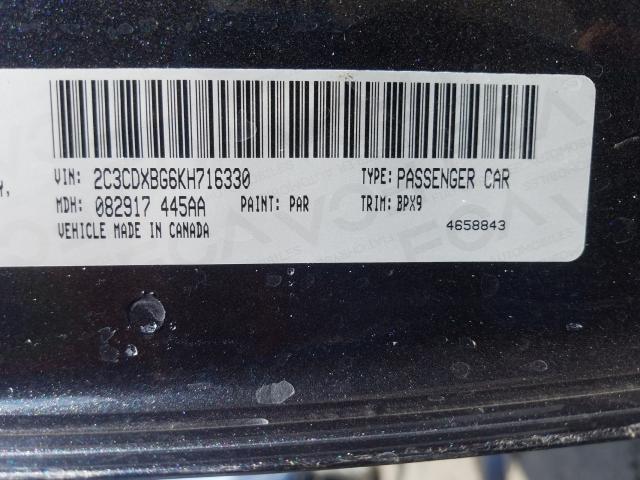 VIN: 2C3CDXBG6KH716330 TYPE: PASSENGER CAR
MDH: 082917 445AA PAINT: PAR TRIM: BPX9
VEHICLE MADE IN CANADA 4658843